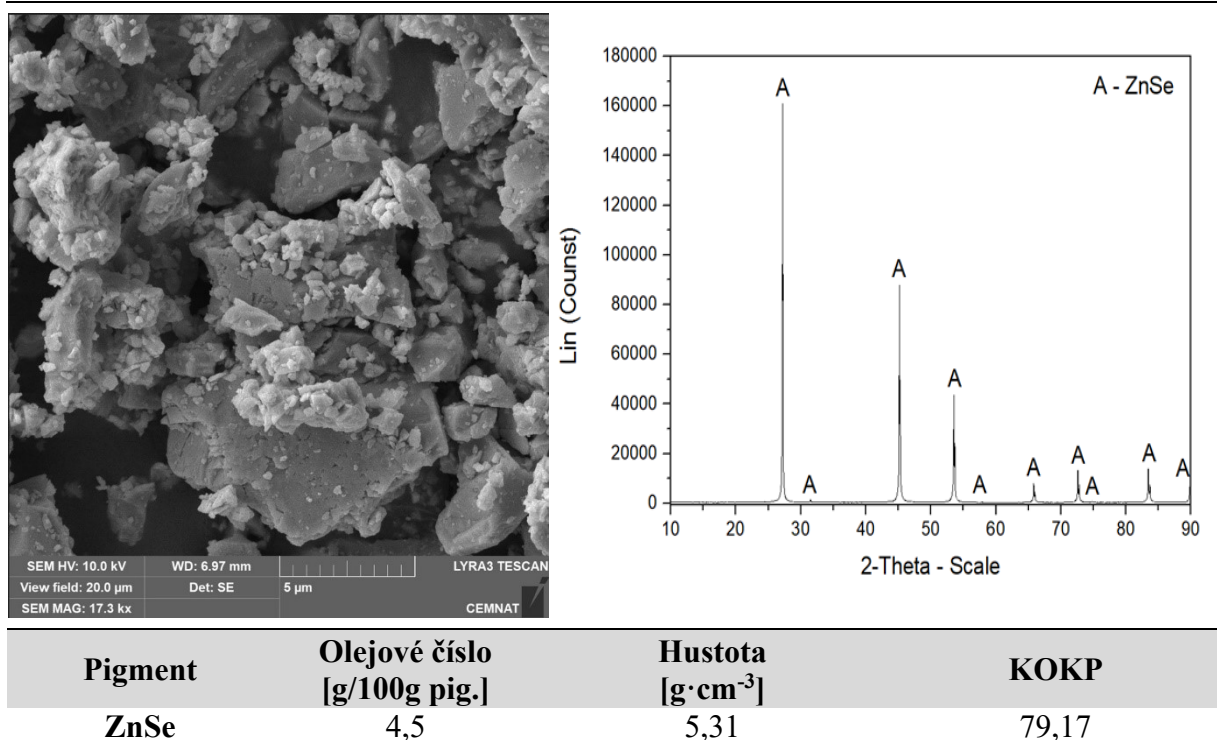 SEM HV: 10.0 kV WD: 6.97 mm LYRA3 TESCAN
View field: 20.0 µm Det: SE 5 µm
SEM MAG: 17.3 kx CEMNAT
A - ZnSe
A
A
A
A
A
A
A
A
A
A
180000
160000
140000
120000
100000
80000
60000
40000
20000
0
10 20 30 40 50 60 70 80 90
Lin (Counst)
2-Theta - Scale
Pigment Olejové číslo [g/100g pig.] Hustota [g·cm-3] KOKP
ZnSe 4,5 5,31 79,17